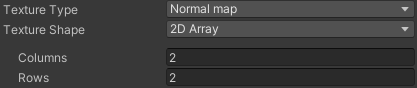 Texture Type Normal map
Texture Shape 2D Array
Columns 2
Rows 2